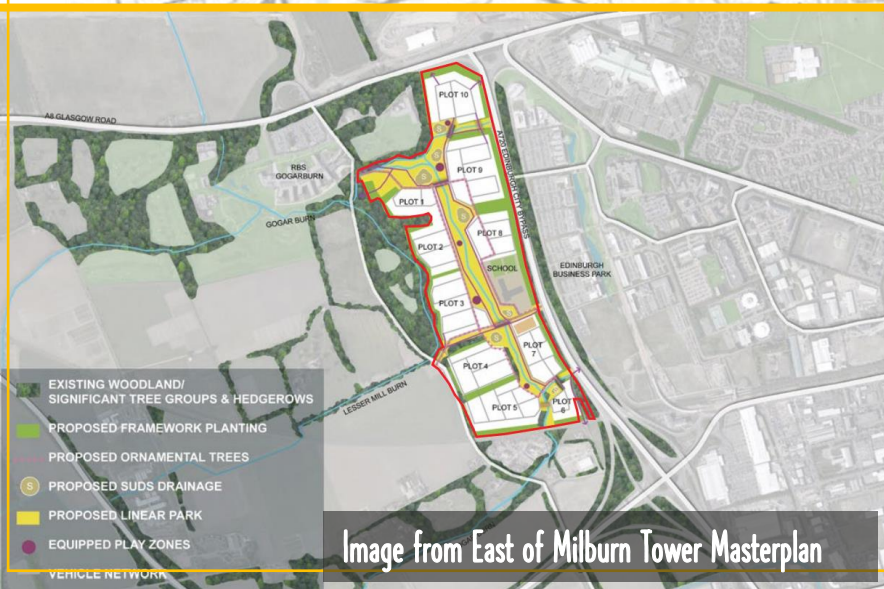 PLOT 10
A8 GLASGOW ROAD
A720 EDINBURGH CITY BYPASS
RBS
GOGARBURN
PLOT 9
PLOT 1
GOGAR BURN
PLOT 8
PLOT 2
SCHOOL
EDINBURGH
BUSINESS PARK
PLOT 3
PLOT
7
PLOT 4
LESSER MILL BURN
PLOT 5
PLOT
6
EXISTING WOODLAND/
SIGNIFICANT TREE GROUPS & HEDGEROWS
PROPOSED FRAMEWORK PLANTING
PROPOSED ORNAMENTAL TREES
S PROPOSED SUDS DRAINAGE
PROPOSED LINEAR PARK
EQUIPPED PLAY ZONES
VEHICLE NETWORK
Image from East of Milburn Tower Masterplan